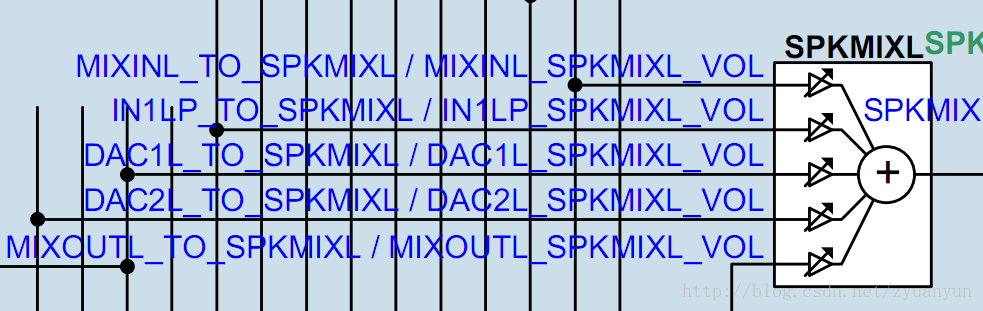 SPKMIXL SPK
MIXINL_TO_SPKMIXL / MIXINL_SPKMIXL_VOL
IN1LP_TO_SPKMIXL / IN1LP_SPKMIXL_VOL SPKMIX
DAC1L_TO_SPKMIXL / DAC1L_SPKMIXL_VOL
+
DAC2L_TO_SPKMIXL / DAC2L_SPKMIXL_VOL
MIXOUTL_TO_SPKMIXL / MIXOUTL_SPKMIXL_VOL
http://blog.csdn.net/zyuanyun